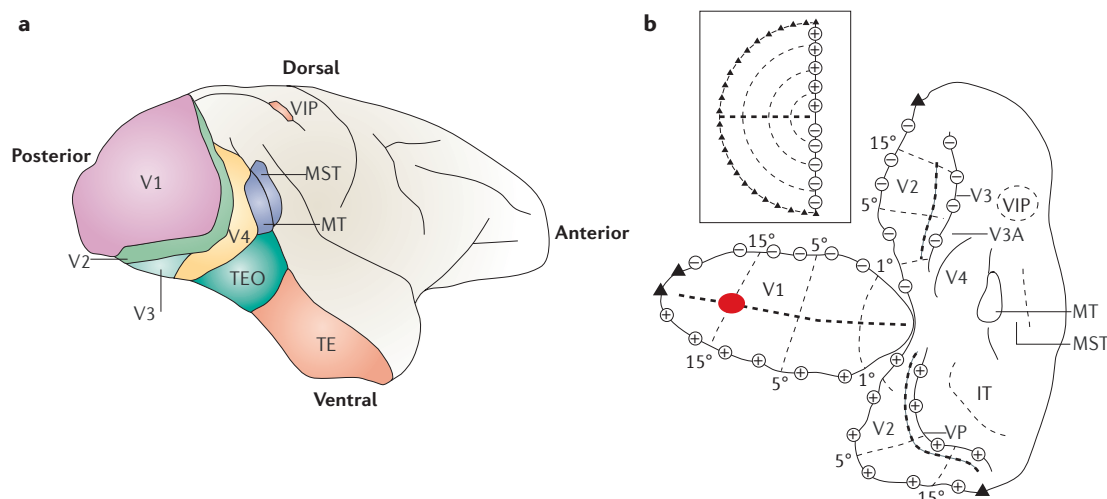 a
Dorsal
VIP
Posterior
MST
V1
MT
Anterior
V4
V2
TEO
V3
TE
Ventral
b
15°
V2
V3
5°
VIP
V3A
15°
5°
1°
V1
V4
MT
MST
15°
5°
1°
IT
V2
VP
5°
15°